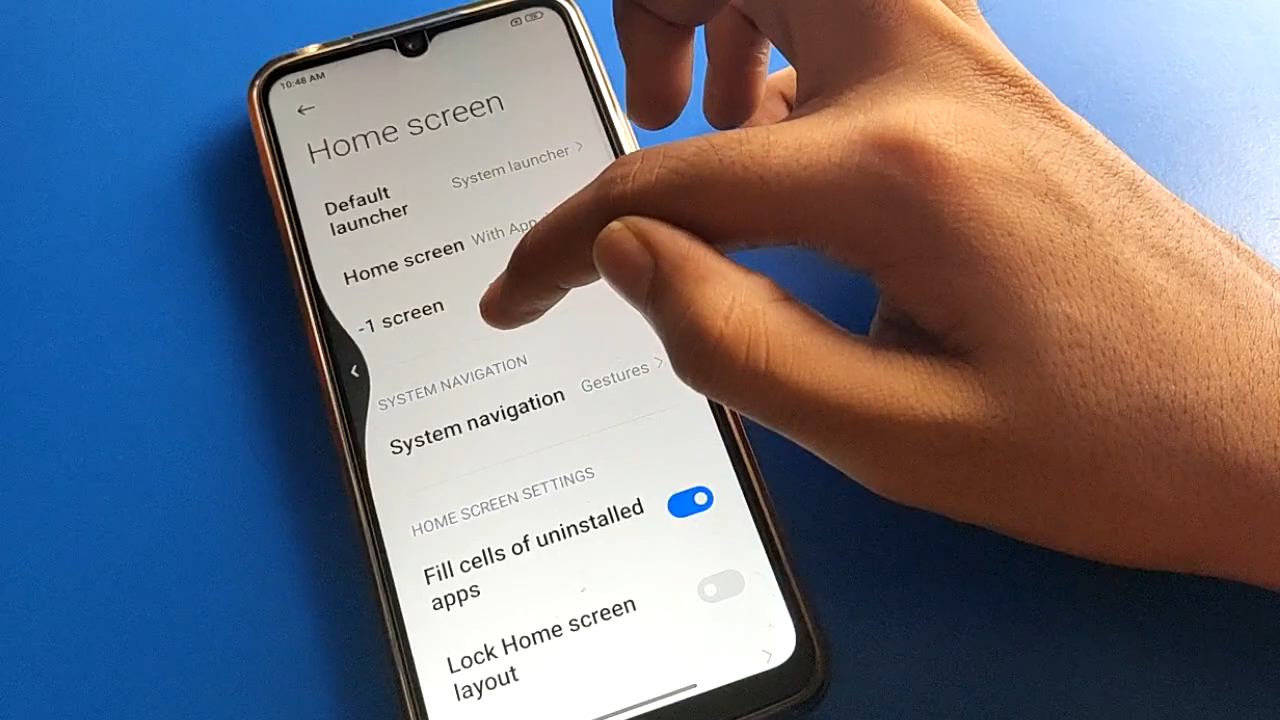 10:48 AM
Home screen
Default launcher
System launcher
Home screen
With App
-1 screen
SYSTEM NAVIGATION
System navigation
Gestures
HOME SCREEN SETTINGS
Fill cells of uninstalled
apps
Lock Home screen
layout